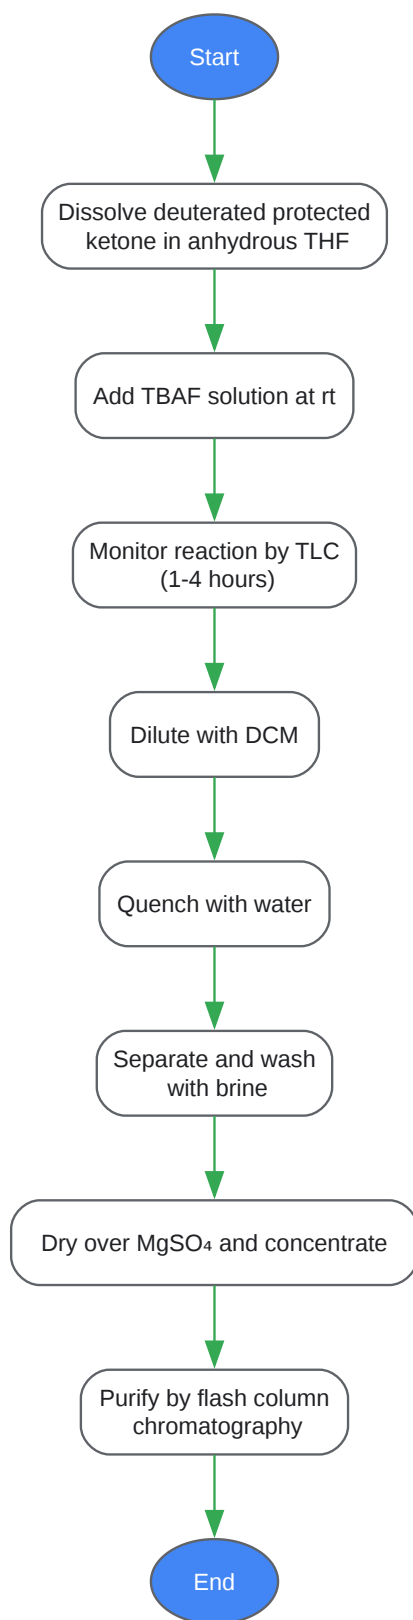 Start
Dissolve deuterated protected
ketone in anhydrous THF
Add TBAF solution at rt
Monitor reaction by TLC
(1-4 hours)
Dilute with DCM
Quench with water
Separate and wash
with brine
Dry over MgSO₄ and concentrate
Purify by flash column
chromatography
End